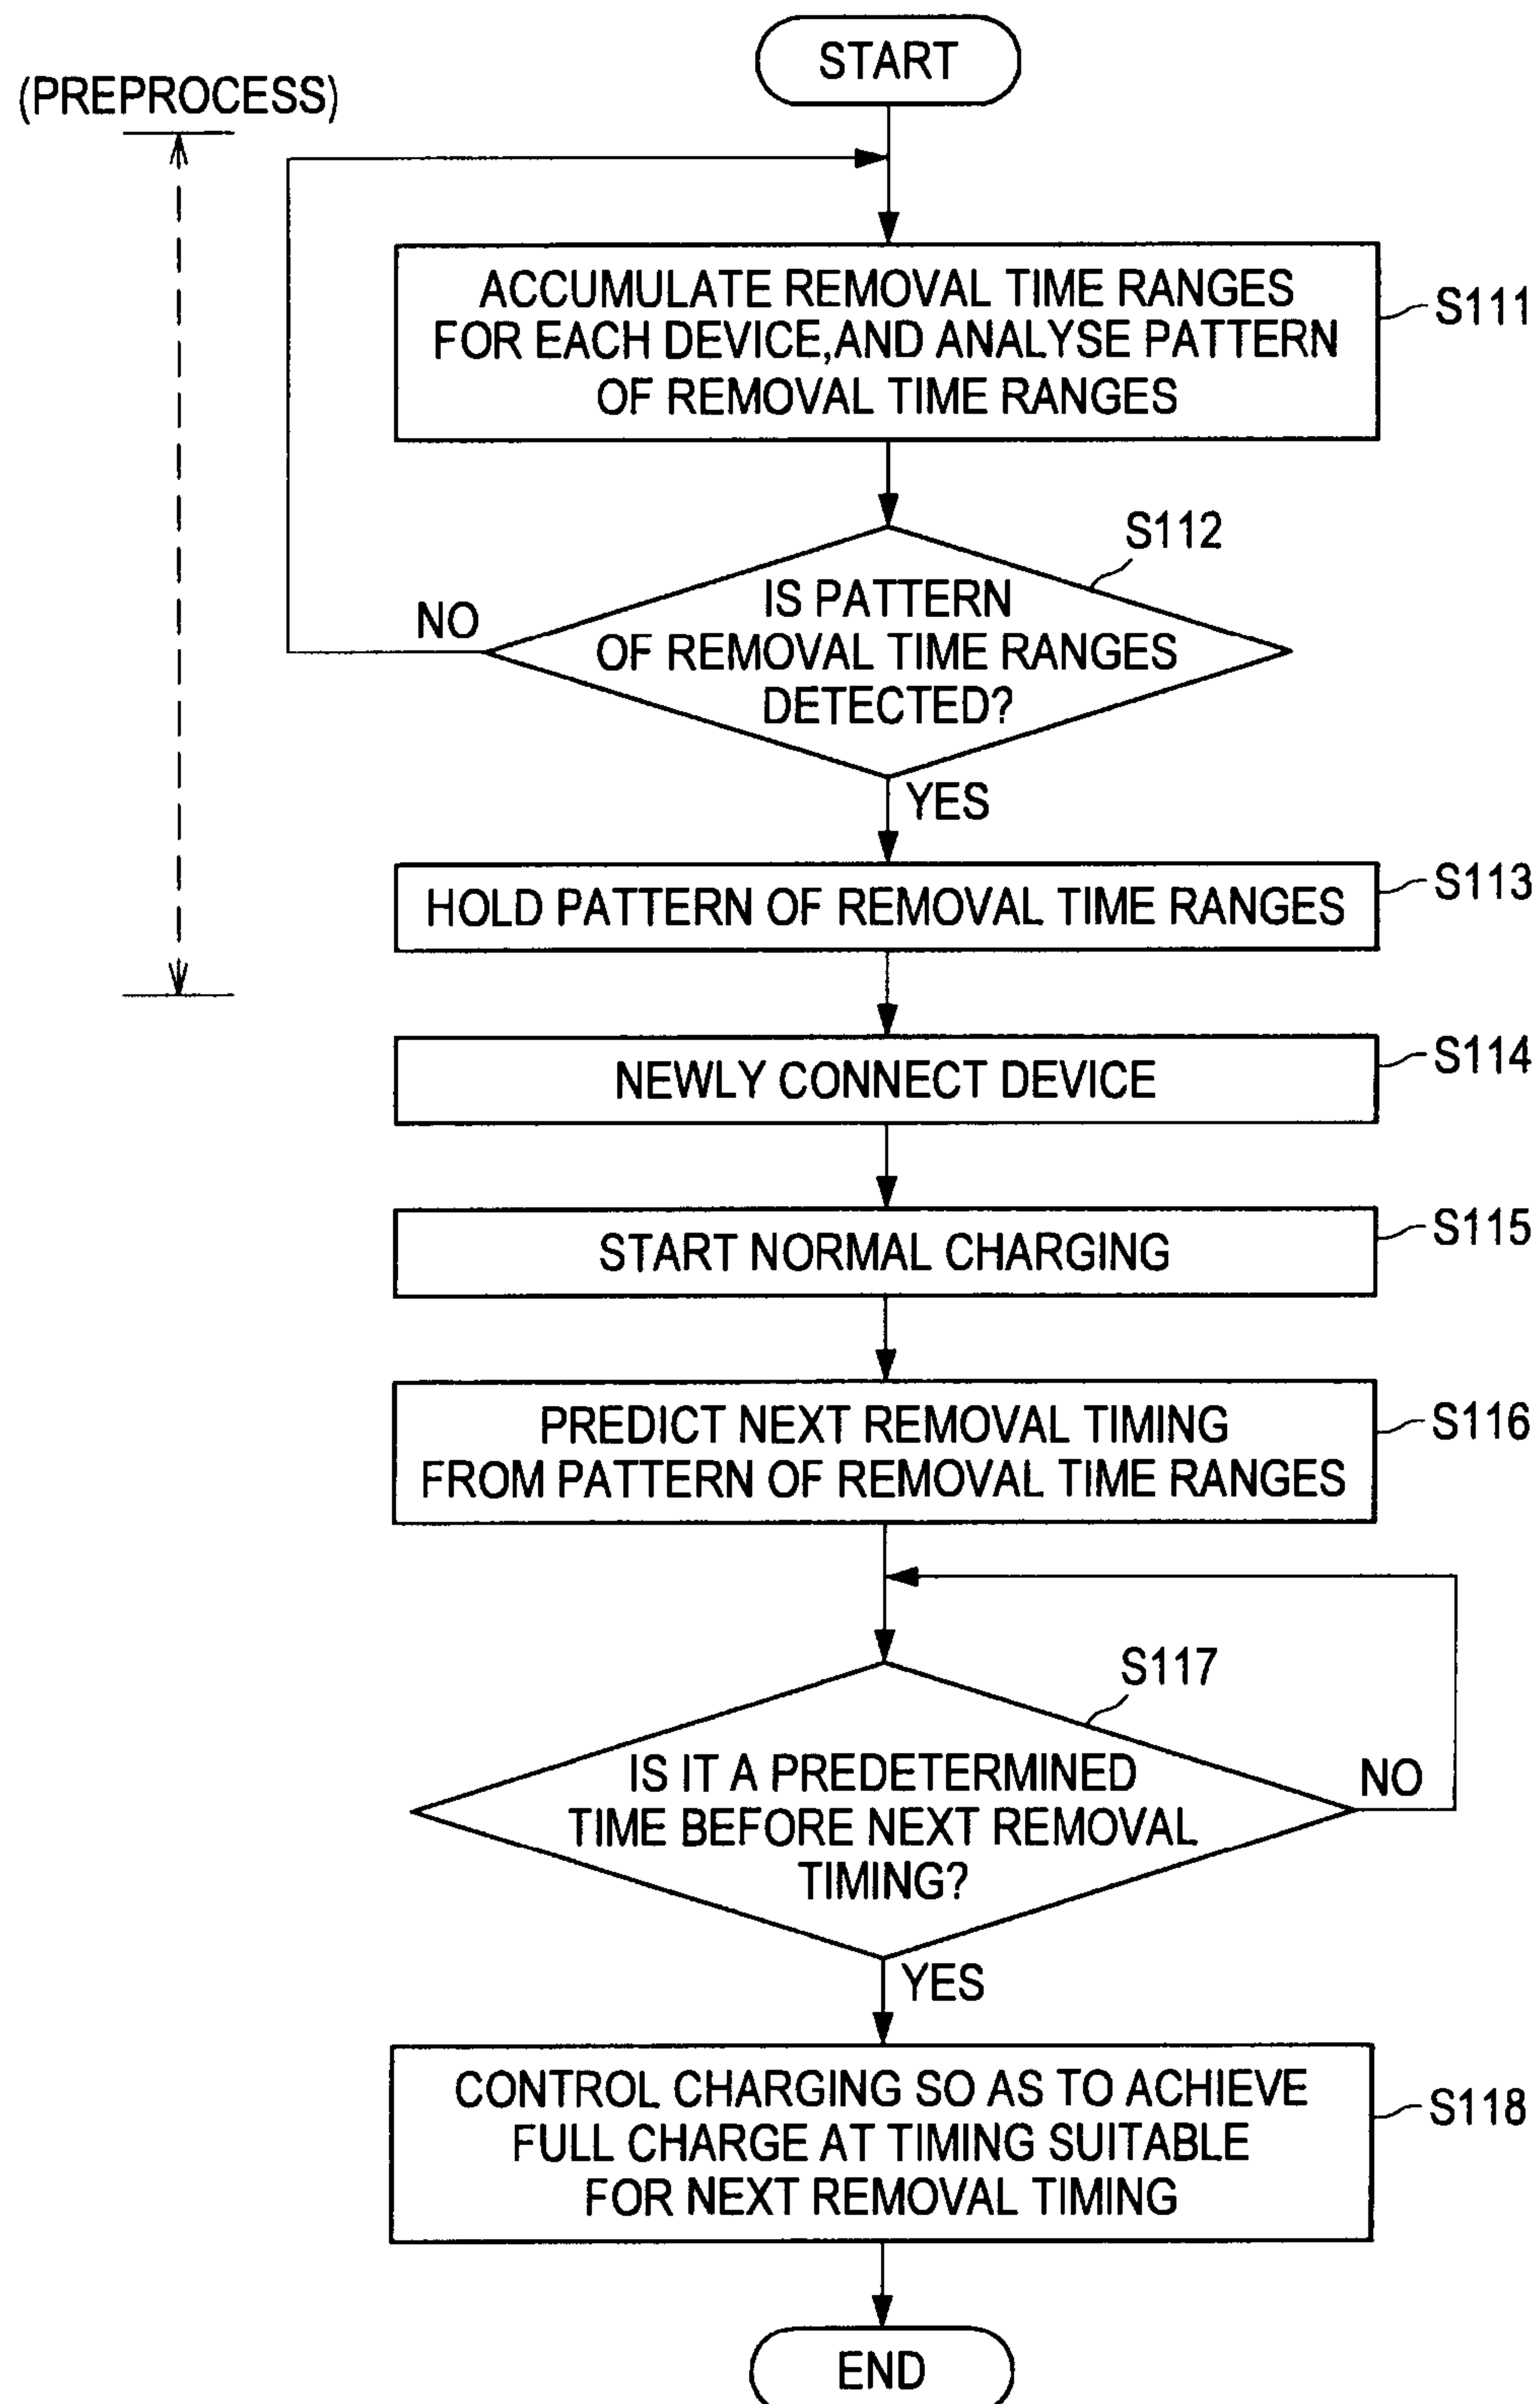 START
(PREPROCESS)
ACCUMULATE REMOVAL TIME RANGES
FOR EACH DEVICE,AND ANALYSE PATTERN
OF REMOVAL TIME RANGES
S111
S112
IS PATTERN
OF REMOVAL TIME RANGES
DETECTED?
NO
YES
HOLD PATTERN OF REMOVAL TIME RANGES
S113
NEWLY CONNECT DEVICE
S114
START NORMAL CHARGING
S115
PREDICT NEXT REMOVAL TIMING
FROM PATTERN OF REMOVAL TIME RANGES
S116
S117
IS IT A PREDETERMINED
TIME BEFORE NEXT REMOVAL
TIMING?
NO
YES
CONTROL CHARGING SO AS TO ACHIEVE
FULL CHARGE AT TIMING SUITABLE
FOR NEXT REMOVAL TIMING
S118
END